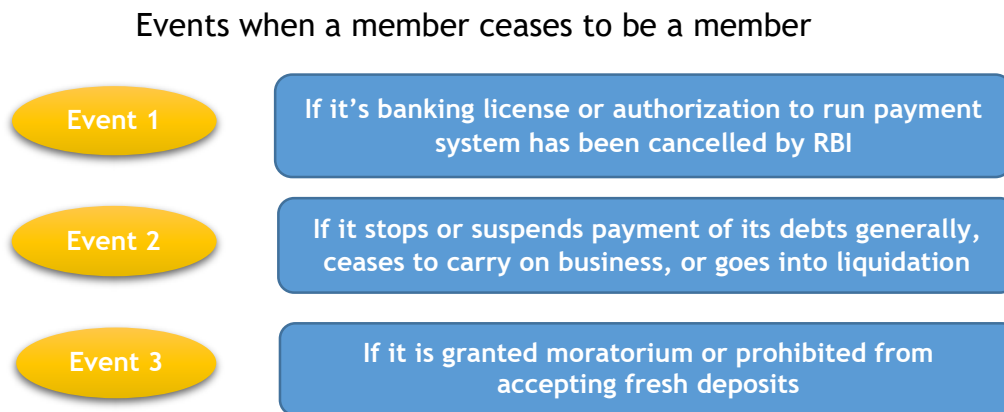 Events when a member ceases to be a member
Event 1
If it’s banking license or authorization to run payment
system has been cancelled by RBI
Event 2
If it stops or suspends payment of its debts generally,
ceases to carry on business, or goes into liquidation
Event 3
If it is granted moratorium or prohibited from
accepting fresh deposits